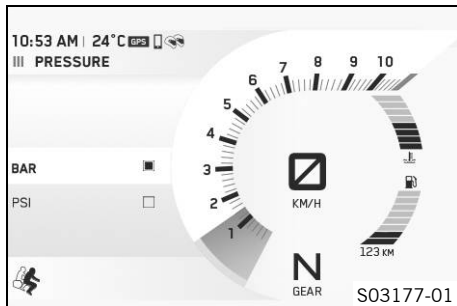 10:53 AM | 24°C GPS
PRESSURE
BAR
PSI
1
2
3
4
5
6
7
8
9
10
0
KM/H
N
GEAR
123 KM
S03177-01